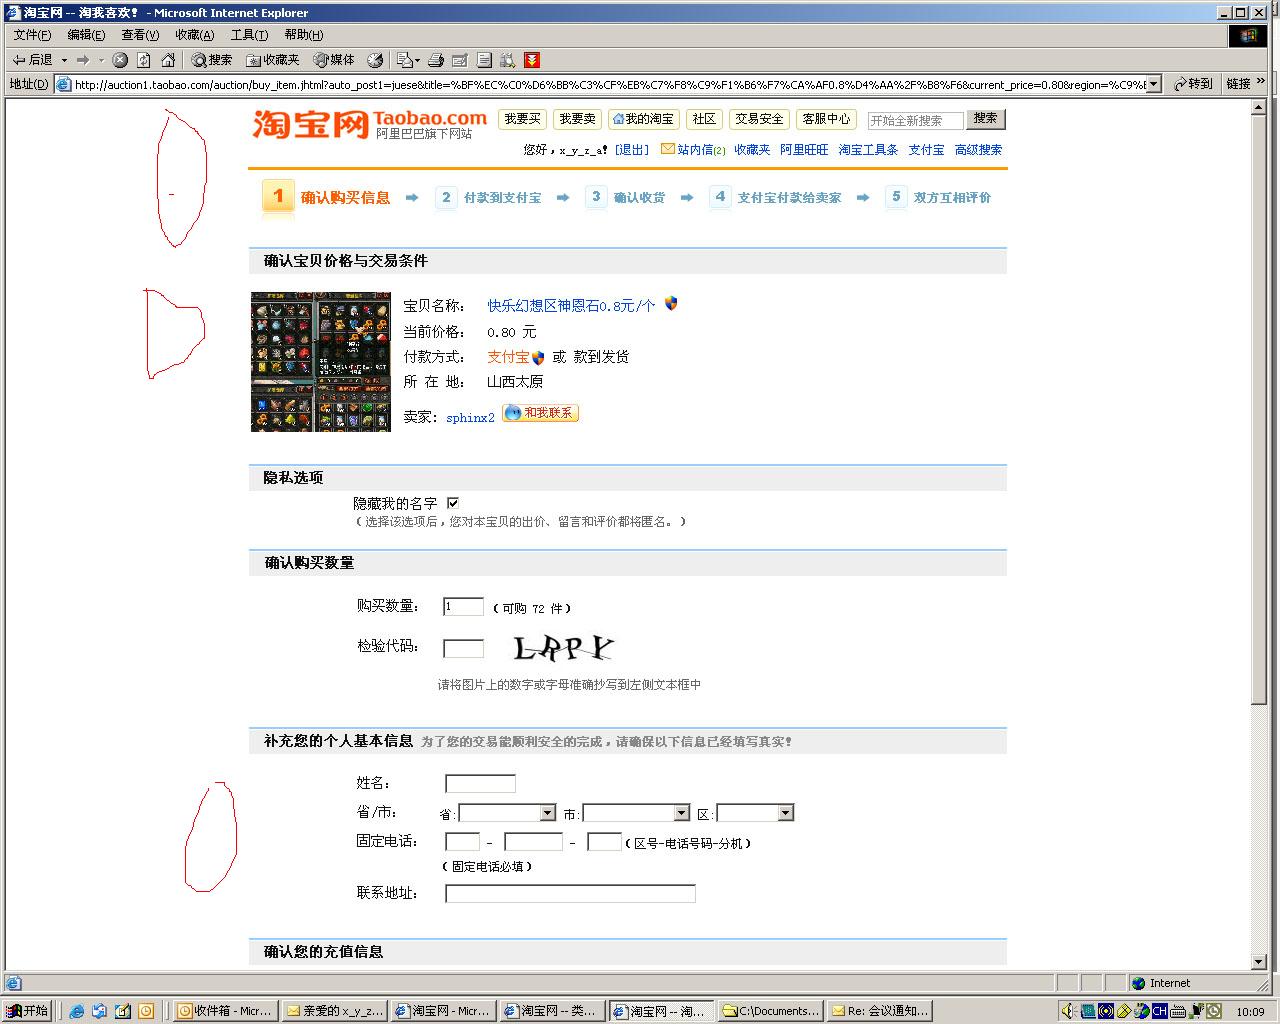 淘宝网 -- 淘我喜欢! - Microsoft Internet Explorer
文件(F) 编辑(E) 查看(V) 收藏(A) 工具(T) 帮助(H)
后退 搜索 收藏夹 媒体
地址(D) http://auction1.taobao.com/auction/buy_item.jhtml?auto_post1=juese&title=%BF%EC%C0%D6%BB%C3%CF%EB%C7%F8%C9%F1%B6%F7%CA%AF0.8%D4%AA%2F%B8%F6&current_price=0.80&region=%C9%B 转到 链接 »
淘宝网 Taobao.com 阿里巴巴旗下网站
我要买 我要卖 我的淘宝 社区 交易安全 客服中心 开始全新搜索 搜索
您好,x_y_z_a! [退出] 站内信(2) 收藏夹 阿里旺旺 淘宝工具条 支付宝 高级搜索
1 确认购买信息 2 付款到支付宝 3 确认收货 4 支付宝付款给卖家 5 双方互相评价
确认宝贝价格与交易条件
宝贝名称: 快乐幻想区神恩石0.8元/个
当前价格: 0.80 元
付款方式: 支付宝 或 款到发货
所 在 地: 山西太原
卖家: sphinx2 和我联系
隐私选项
隐藏我的名字
(选择该选项后,您对本宝贝的出价、留言和评价都将匿名。)
确认购买数量
购买数量: 1 (可购 72 件)
检验代码: LRPY
请将图片上的数字或字母准确抄写到左侧文本框中
补充您的个人基本信息 为了您的交易能顺利安全的完成,请确保以下信息已经填写真实!
姓名:
省/市: 省: 市: 区:
固定电话: - - (区号-电话号码-分机)
(固定电话必填)
联系地址:
确认您的充值信息
Internet
开始 收件箱 - Micr... 亲爱的 x_y_z... 淘宝网 - Mic... 淘宝网 -- 类... 淘宝网 -- 淘... C:\Documents... Re: 会议通知... CH 10:09